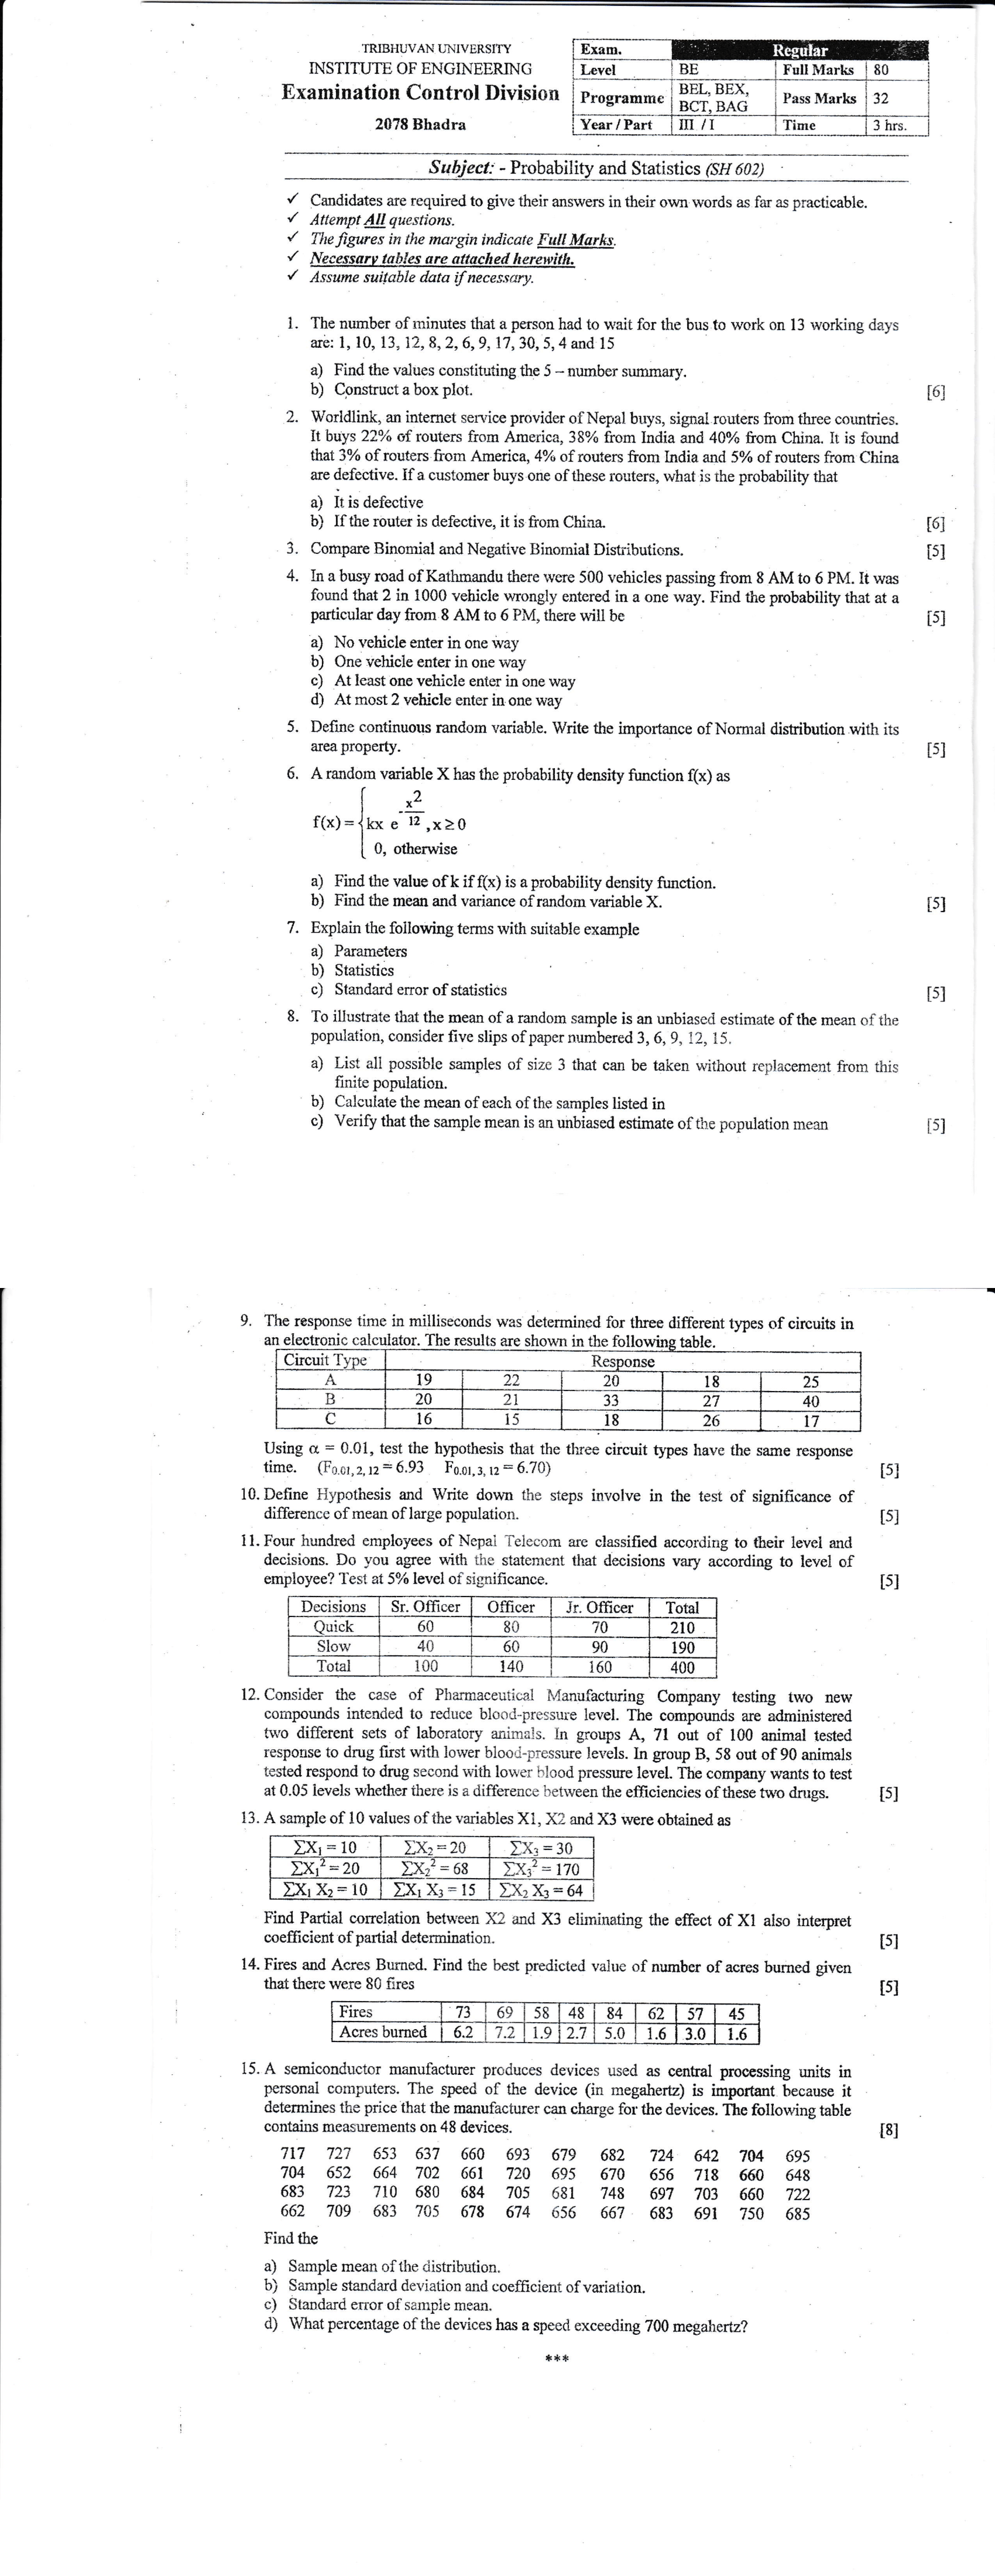 TRIBHUVAN UNIVERSITY
INSTITUTE OF ENGINEERING
Examination Control Division
2078 Bhadra
Exam. Regular
Level BE Full Marks 80
Programme BEL, BEX, BCT, BAG Pass Marks 32
Year / Part III / I Time 3 hrs.
Subject: - Probability and Statistics (SH 602)
✓ Candidates are required to give their answers in their own words as far as practicable.
✓ Attempt All questions.
✓ The figures in the margin indicate Full Marks.
✓ Necessary tables are attached herewith.
✓ Assume suitable data if necessary.
1. The number of minutes that a person had to wait for the bus to work on 13 working days
are: 1, 10, 13, 12, 8, 2, 6, 9, 17, 30, 5, 4 and 15
a) Find the values constituting the 5 – number summary.
b) Construct a box plot. [6]
2. Worldlink, an internet service provider of Nepal buys, signal routers from three countries.
It buys 22% of routers from America, 38% from India and 40% from China. It is found
that 3% of routers from America, 4% of routers from India and 5% of routers from China
are defective. If a customer buys one of these routers, what is the probability that
a) It is defective
b) If the router is defective, it is from China. [6]
3. Compare Binomial and Negative Binomial Distributions. [5]
4. In a busy road of Kathmandu there were 500 vehicles passing from 8 AM to 6 PM. It was
found that 2 in 1000 vehicle wrongly entered in a one way. Find the probability that at a
particular day from 8 AM to 6 PM, there will be [5]
a) No vehicle enter in one way
b) One vehicle enter in one way
c) At least one vehicle enter in one way
d) At most 2 vehicle enter in one way
5. Define continuous random variable. Write the importance of Normal distribution with its
area property. [5]
6. A random variable X has the probability density function f(x) as
f(x) = { kx e^(-x²/12) , x ≥ 0
0, otherwise
a) Find the value of k if f(x) is a probability density function.
b) Find the mean and variance of random variable X. [5]
7. Explain the following terms with suitable example
a) Parameters
b) Statistics
c) Standard error of statistics [5]
8. To illustrate that the mean of a random sample is an unbiased estimate of the mean of the
population, consider five slips of paper numbered 3, 6, 9, 12, 15.
a) List all possible samples of size 3 that can be taken without replacement from this
finite population.
b) Calculate the mean of each of the samples listed in
c) Verify that the sample mean is an unbiased estimate of the population mean [5]
9. The response time in milliseconds was determined for three different types of circuits in
an electronic calculator. The results are shown in the following table.
Circuit Type Response
A 19 22 20 18 25
B 20 21 33 27 40
C 16 15 18 26 17
Using α = 0.01, test the hypothesis that the three circuit types have the same response
time. (F0.01, 2, 12 = 6.93 F0.01, 3, 12 = 6.70) [5]
10. Define Hypothesis and Write down the steps involve in the test of significance of
difference of mean of large population. [5]
11. Four hundred employees of Nepal Telecom are classified according to their level and
decisions. Do you agree with the statement that decisions vary according to level of
employee? Test at 5% level of significance. [5]
Decisions Sr. Officer Officer Jr. Officer Total
Quick 60 80 70 210
Slow 40 60 90 190
Total 100 140 160 400
12. Consider the case of Pharmaceutical Manufacturing Company testing two new
compounds intended to reduce blood-pressure level. The compounds are administered
two different sets of laboratory animals. In groups A, 71 out of 100 animal tested
response to drug first with lower blood-pressure levels. In group B, 58 out of 90 animals
tested respond to drug second with lower blood pressure level. The company wants to test
at 0.05 levels whether there is a difference between the efficiencies of these two drugs. [5]
13. A sample of 10 values of the variables X1, X2 and X3 were obtained as
∑X₁ = 10 ∑X₂ = 20 ∑X₃ = 30
∑X₁² = 20 ∑X₂² = 68 ∑X₃² = 170
∑X₁ X₂ = 10 ∑X₁ X₃ = 15 ∑X₂ X₃ = 64
Find Partial correlation between X2 and X3 eliminating the effect of X1 also interpret
coefficient of partial determination. [5]
14. Fires and Acres Burned. Find the best predicted value of number of acres burned given
that there were 80 fires [5]
Fires 73 69 58 48 84 62 57 45
Acres burned 6.2 7.2 1.9 2.7 5.0 1.6 3.0 1.6
15. A semiconductor manufacturer produces devices used as central processing units in
personal computers. The speed of the device (in megahertz) is important because it
determines the price that the manufacturer can charge for the devices. The following table
contains measurements on 48 devices. [8]
717 727 653 637 660 693 679 682 724 642 704 695
704 652 664 702 661 720 695 670 656 718 660 648
683 723 710 680 684 705 681 748 697 703 660 722
662 709 683 705 678 674 656 667 683 691 750 685
Find the
a) Sample mean of the distribution.
b) Sample standard deviation and coefficient of variation.
c) Standard error of sample mean.
d) What percentage of the devices has a speed exceeding 700 megahertz?
***